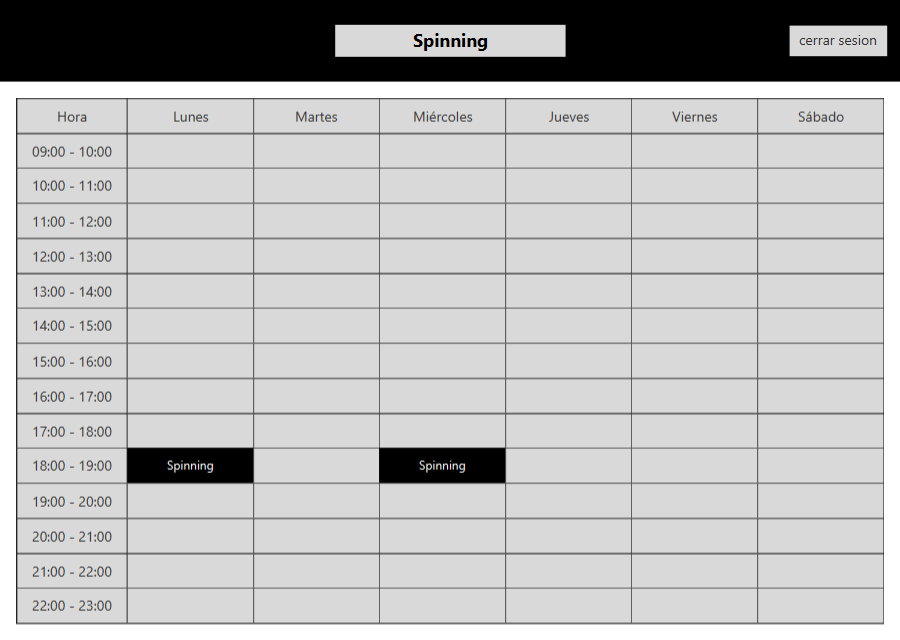 Spinning
cerrar sesion
Hora Lunes Martes Miércoles Jueves Viernes Sábado
09:00 - 10:00
10:00 - 11:00
11:00 - 12:00
12:00 - 13:00
13:00 - 14:00
14:00 - 15:00
15:00 - 16:00
16:00 - 17:00
17:00 - 18:00
18:00 - 19:00 Spinning Spinning
19:00 - 20:00
20:00 - 21:00
21:00 - 22:00
22:00 - 23:00